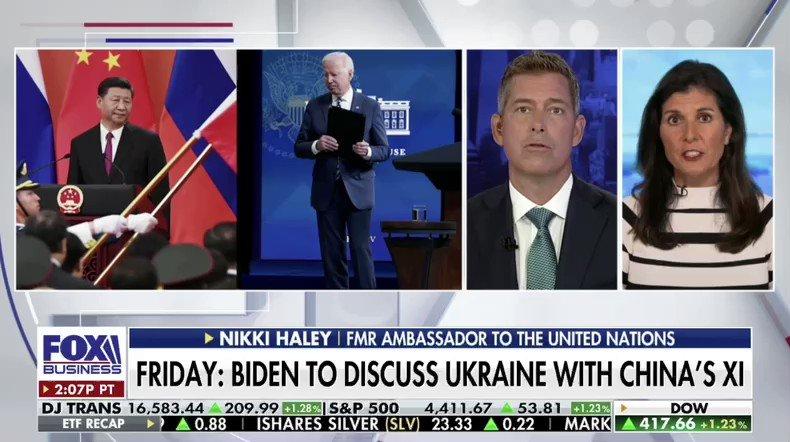 HOUSE
NIKKI HALEY | FMR AMBASSADOR TO THE UNITED NATIONS
FOX
BUSINESS
2:07P PT
FRIDAY: BIDEN TO DISCUSS UKRAINE WITH CHINA'S XI
DJ TRANS 16,583.44 ▲ 209.99 +1.28% | S&P 500 4,411.67 ▲ 53.81 +1.23% DOW
ETF RECAP ▲ 0.88 | ISHARES SILVER (SLV) 23.33 ▲ 0.22 | MARK ▲ 417.66 +1.23%